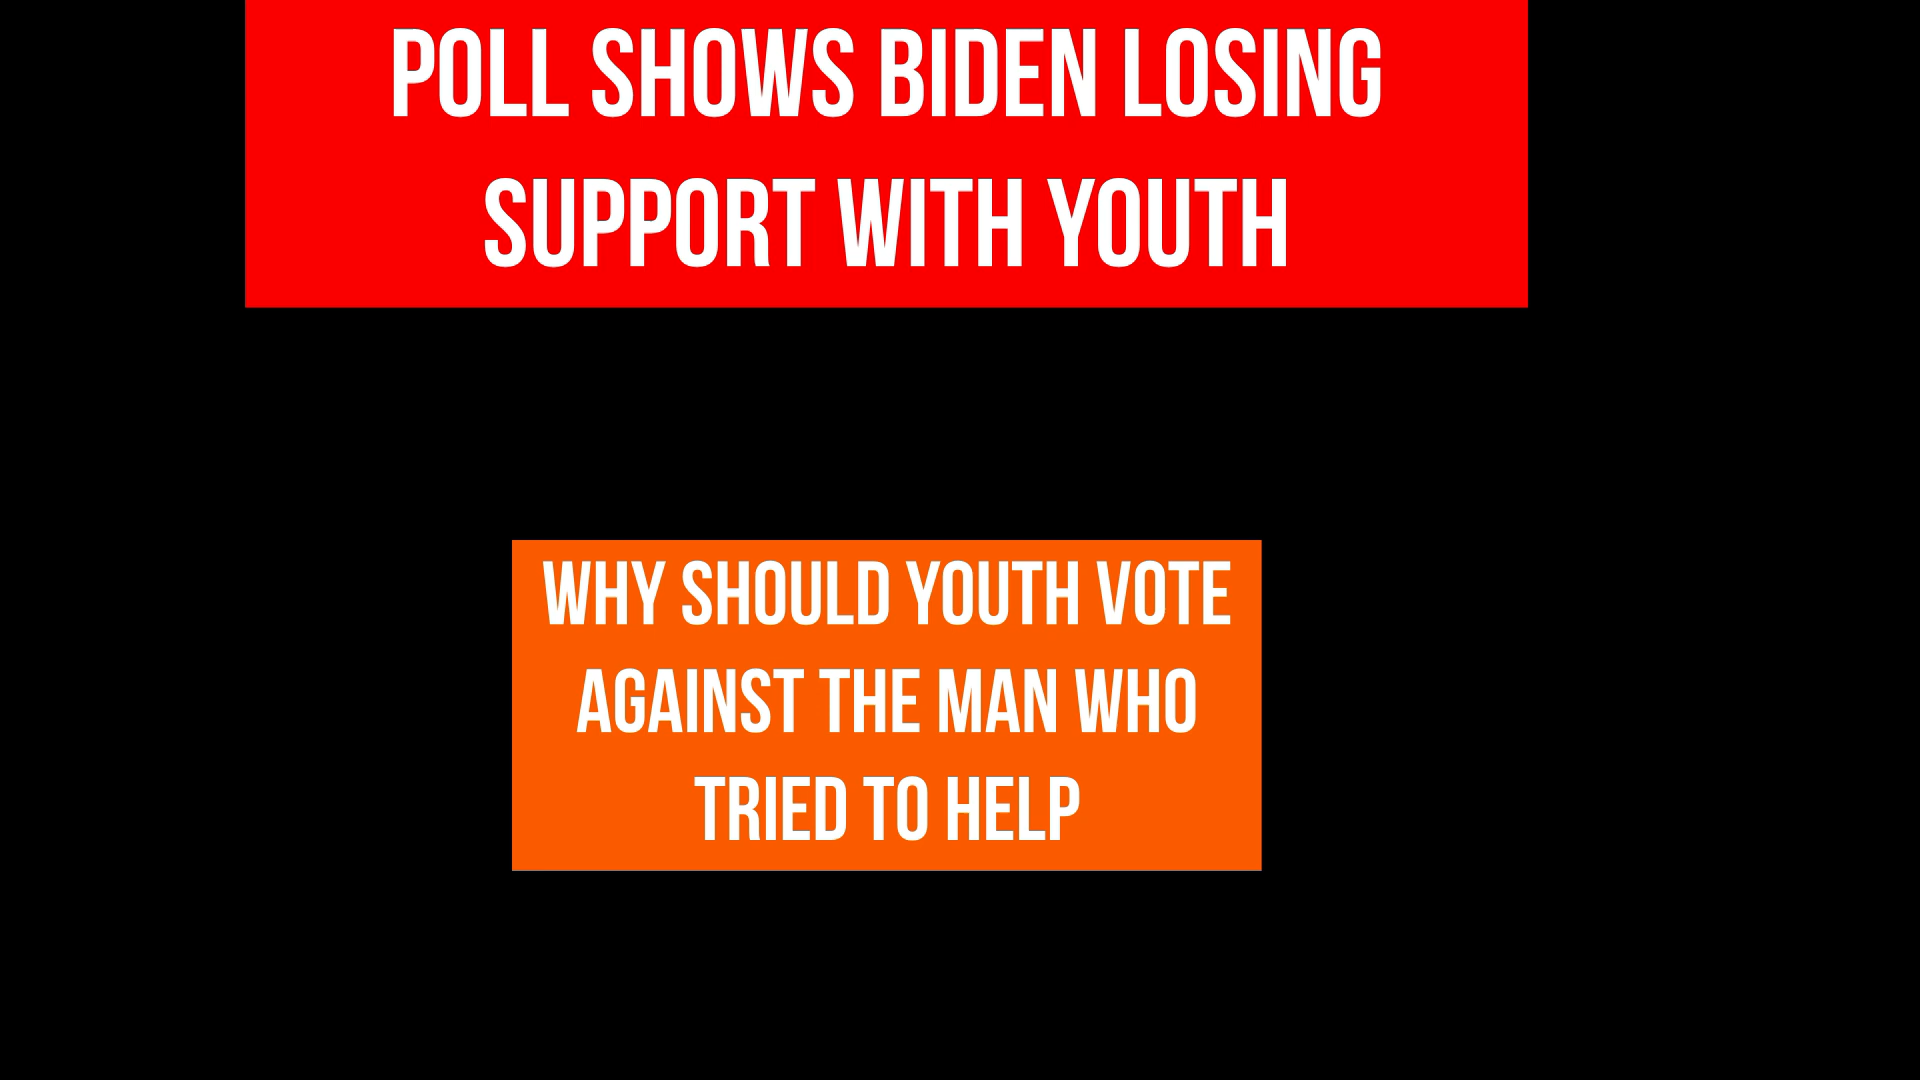 POLL SHOWS BIDEN LOSING
SUPPORT WITH YOUTH
WHY SHOULD YOUTH VOTE
AGAINST THE MAN WHO
TRIED TO HELP